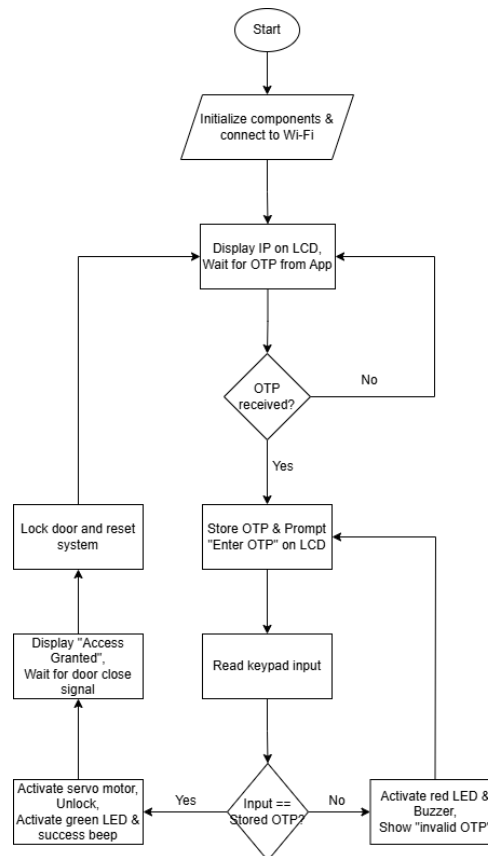 Start
Initialize components &
connect to Wi-Fi
Display IP on LCD,
Wait for OTP from App
OTP
received?
No
Yes
Lock door and reset
system
Store OTP & Prompt
"Enter OTP" on LCD
Display "Access
Granted",
Wait for door close
signal
Read keypad input
Activate servo motor,
Unlock,
Activate green LED &
success beep
Yes
Input ==
Stored OTP?
No
Activate red LED &
Buzzer,
Show "invalid OTP"